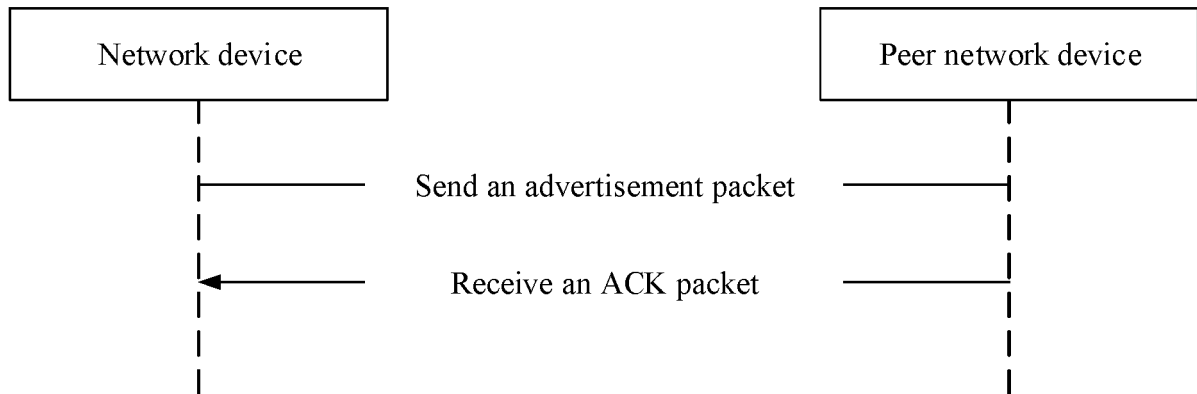 Network device
Peer network device
Send an advertisement packet
Receive an ACK packet